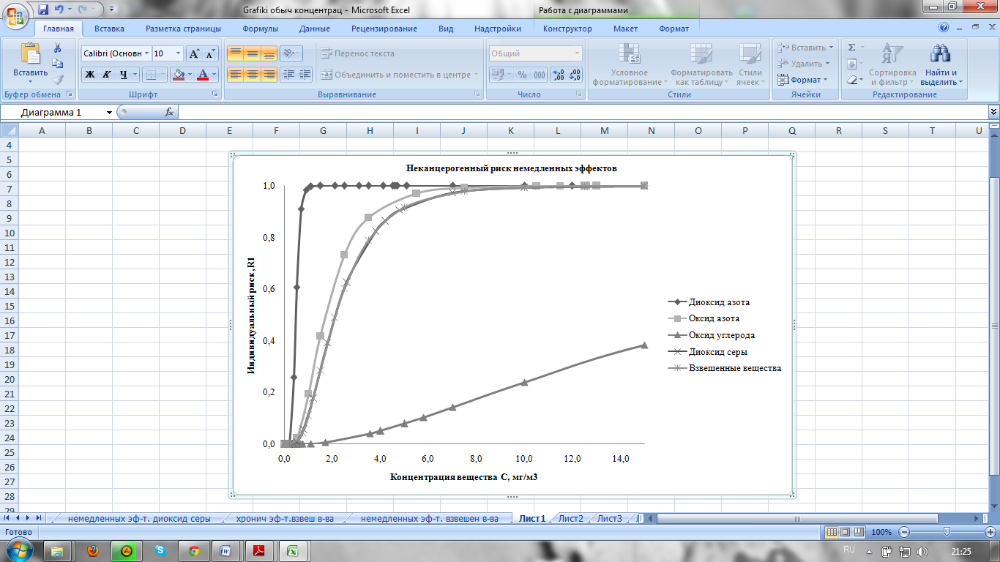 Grafiki обыч концентрац - Microsoft Excel
Работа с диаграммами
Главная Вставка Разметка страницы Формулы Данные Рецензирование Вид Надстройки Конструктор Макет Формат
Вставить
Calibri (Основн 10
Перенос текста
Общий
Условное форматирование
Форматировать как таблицу
Стили ячеек
Вставить
Удалить
Формат
Сортировка и фильтр
Найти и выделить
Ж К Ч
Объединить и поместить в центре
% 000
Буфер обмена Шрифт Выравнивание Число Стили Ячейки Редактирование
Диаграмма 1 fx
A B C D E F G H I J K L M N O P Q R S T U
4
5
6
7
8
9
10
11
12
13
14
15
16
17
18
19
20
21
22
23
24
25
26
27
28
29
Неканцерогенный риск немедленных эффектов
Индивидуальный риск ,R1
1,0
0,8
0,6
0,4
0,2
0,0
0,0 2,0 4,0 6,0 8,0 10,0 12,0 14,0
Концентрация вещества С, мг/м3
Диоксид азота
Оксид азота
Оксид углерода
Диоксид серы
Взвешенные вещества
немедленных эф-т. диоксид серы хронич эф-т.взвеш в-ва немедленных эф-т. взвешен в-ва Лист1 Лист2 Лист3
Готово 100%
RU 21:25